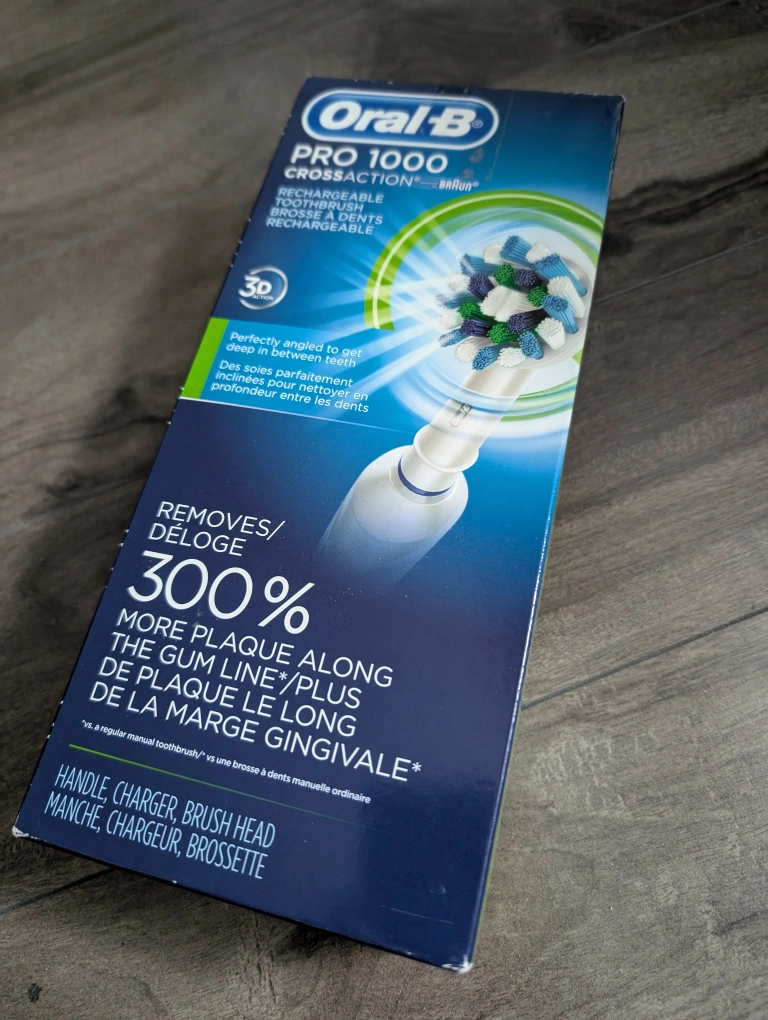 Oral-B®
PRO 1000
CROSSACTION® BRAUN®
RECHARGEABLE
TOOTHBRUSH
BROSSE À DENTS
RECHARGEABLE
3D
ACTION
Perfectly angled to get
deep in between teeth
Des soies parfaitement
inclinées pour nettoyer en
profondeur entre les dents
Oral-B
REMOVES/
DÉLOGE
300%
MORE PLAQUE ALONG
THE GUM LINE*/PLUS
DE PLAQUE LE LONG
DE LA MARGE GINGIVALE*
*vs. a regular manual toothbrush/* vs une brosse à dents manuelle ordinaire
HANDLE, CHARGER, BRUSH HEAD
MANCHE, CHARGEUR, BROSSETTE